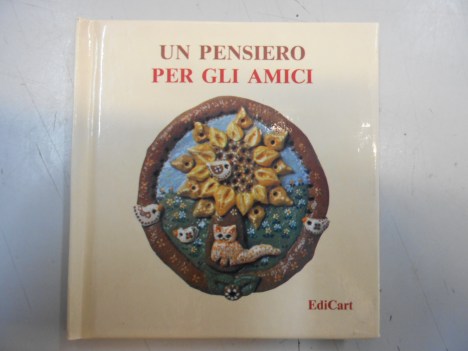 UN PENSIERO
PER GLI AMICI
EdiCart